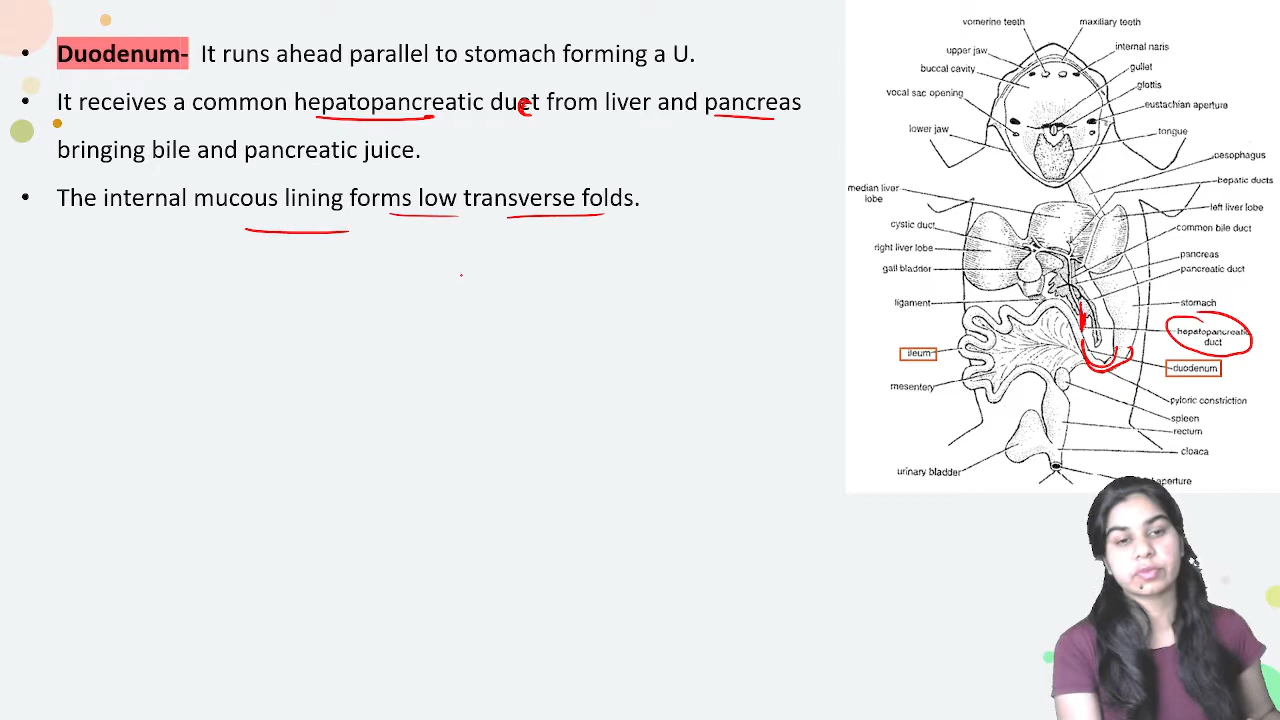 • Duodenum- It runs ahead parallel to stomach forming a U.
• It receives a common hepatopancreatic duct from liver and pancreas
bringing bile and pancreatic juice.
• The internal mucous lining forms low transverse folds.
vomerine teeth
maxillary teeth
upper jaw
internal naris
buccal cavity
gullet
glottis
vocal sac opening
eustachian aperture
lower jaw
tongue
oesophagus
hepatic ducts
median liver
lobe
left liver lobe
cystic duct
common bile duct
right liver lobe
pancreas
gall bladder
pancreatic duct
ligament
stomach
hepatopancreatic
duct
ileum
duodenum
mesentery
pyloric constriction
spleen
rectum
cloaca
urinary bladder
aperture